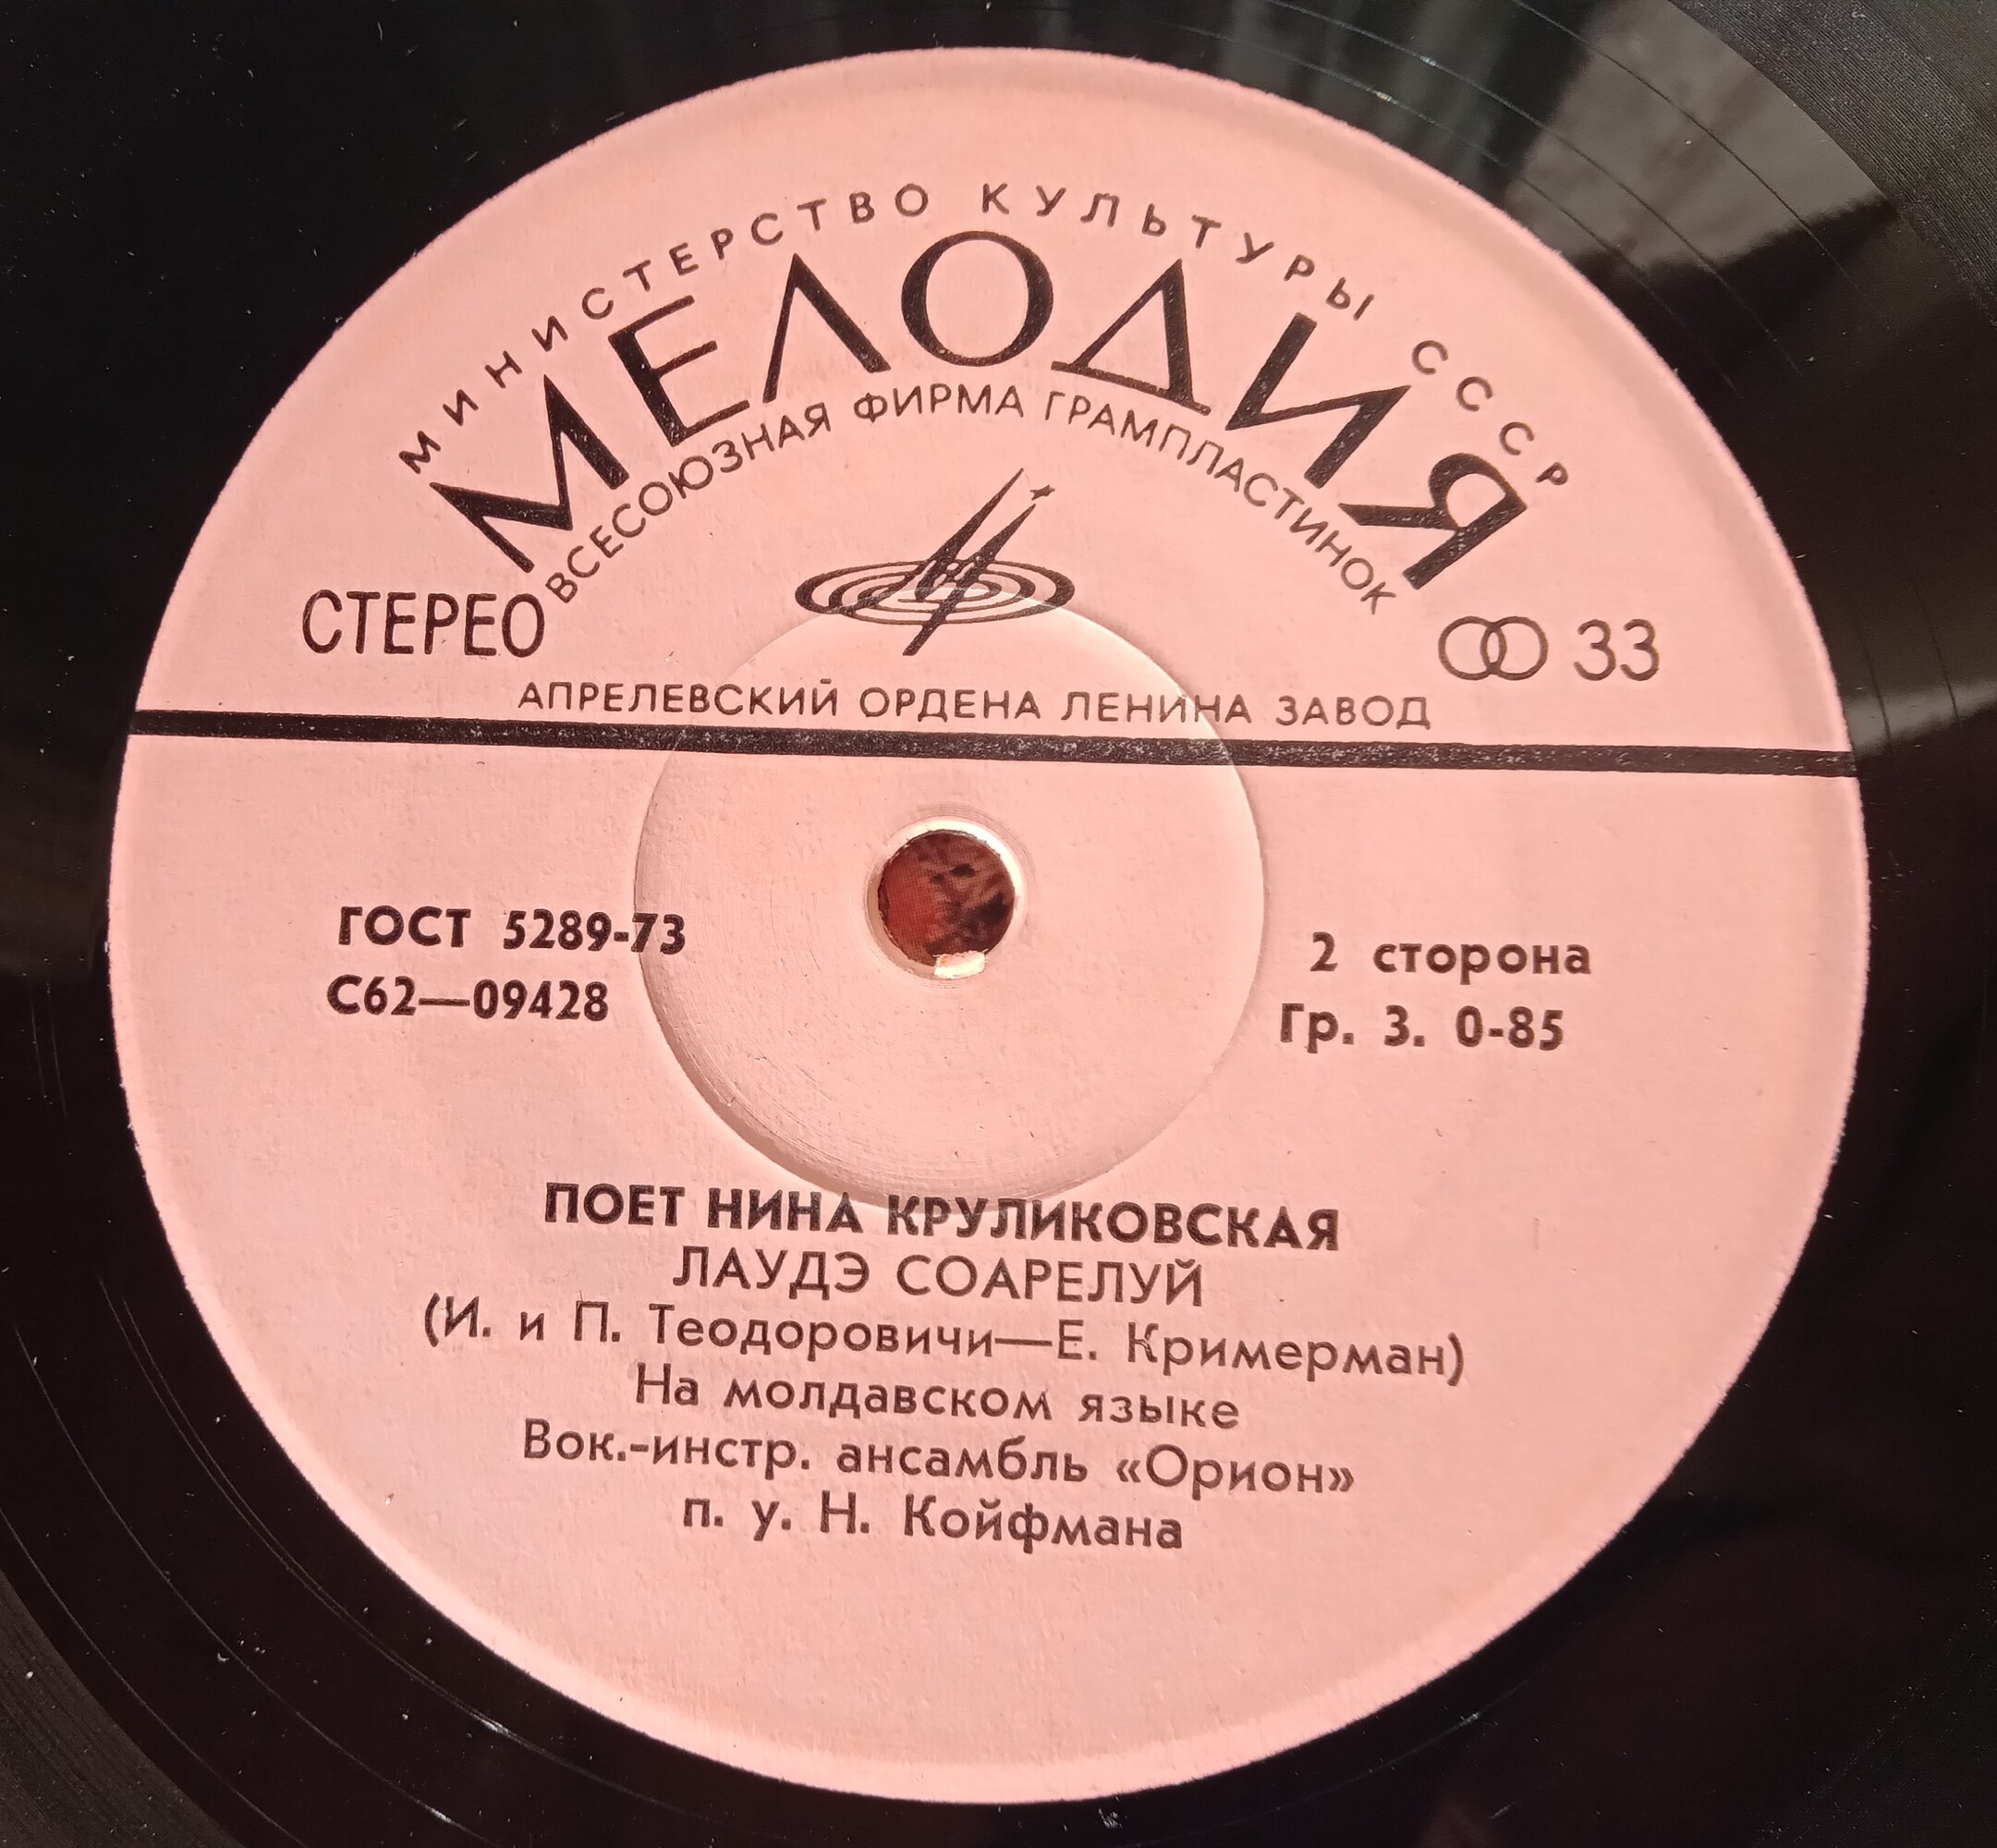 МИНИСТЕРСТВО КУЛЬТУРЫ СССР
МЕЛОДИЯ
ВСЕСОЮЗНАЯ ФИРМА ГРАМПЛАСТИНОК
СТЕРЕО
33
АПРЕЛЕВСКИЙ ОРДЕНА ЛЕНИНА ЗАВОД
ГОСТ 5289-73
С62—09428
2 сторона
Гр. 3. 0-85
ПОЕТ НИНА КРУЛИКОВСКАЯ
ЛАУДЭ СОАРЕЛУЙ
(И. и П. Теодоровичи—Е. Кримерман)
На молдавском языке
Вок.-инстр. ансамбль «Орион»
п. у. Н. Койфмана